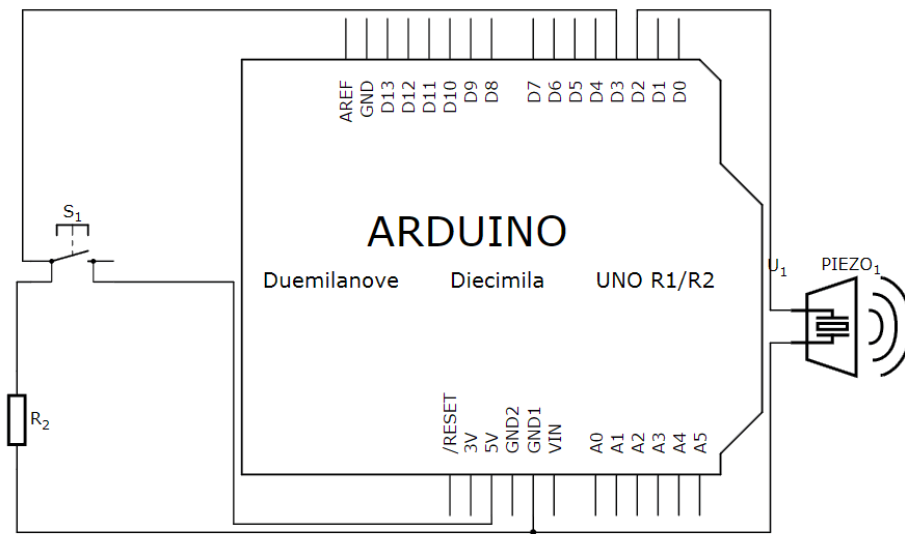 AREF GND D13 D12 D11 D10 D9 D8 D7 D6 D5 D4 D3 D2 D1 D0
S1
ARDUINO
Duemilanove Diecimila UNO R1/R2
U1 PIEZO1
R2
/RESET 3V 5V GND2 GND1 VIN A0 A1 A2 A3 A4 A5